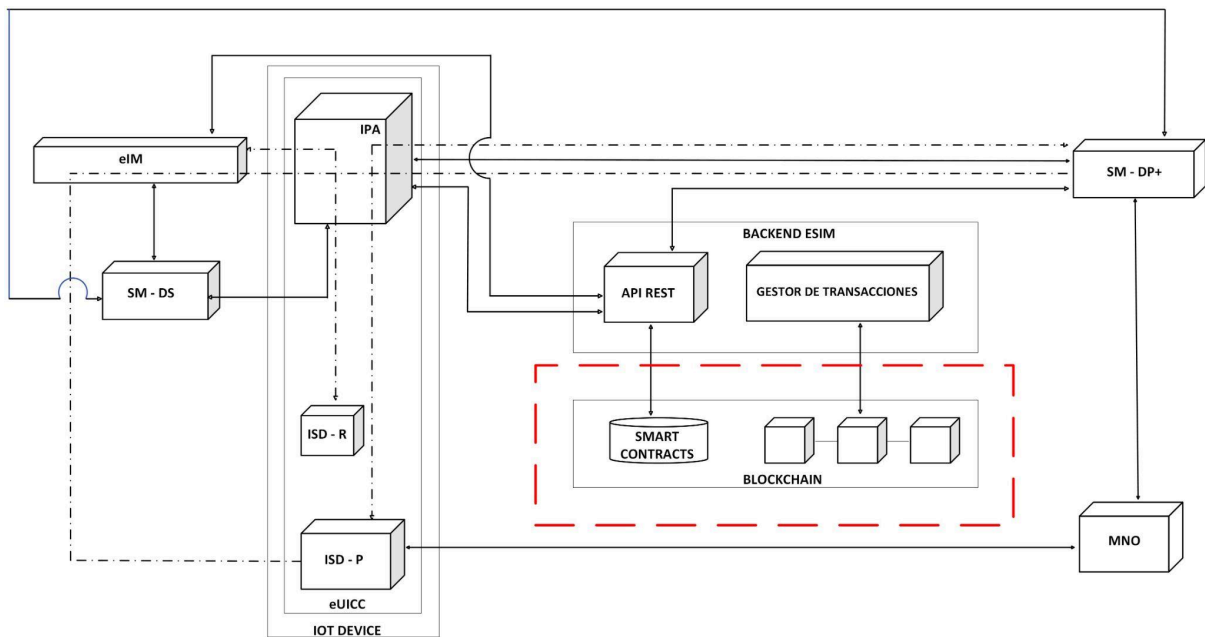 IPA
eIM
SM - DP+
BACKEND ESIM
SM - DS
API REST
GESTOR DE TRANSACCIONES
ISD - R
SMART
CONTRACTS
BLOCKCHAIN
MNO
ISD - P
eUICC
IOT DEVICE